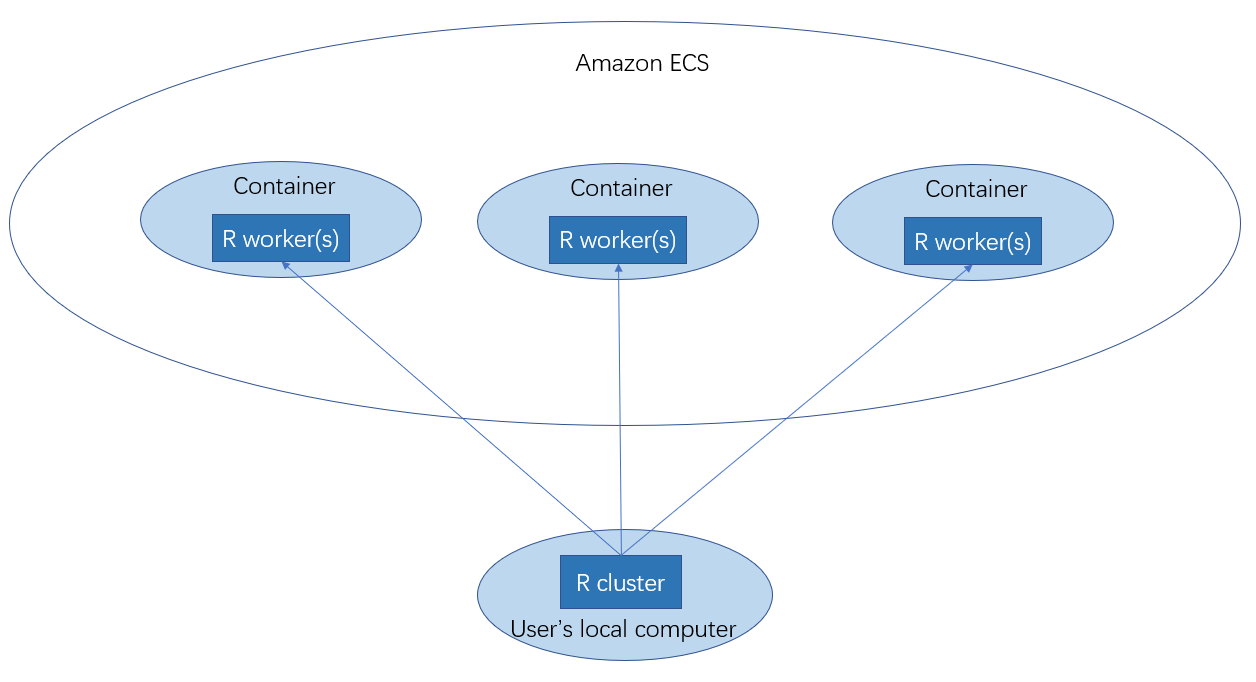 Amazon ECS
Container
R worker(s)
Container
R worker(s)
Container
R worker(s)
R cluster
User’s local computer